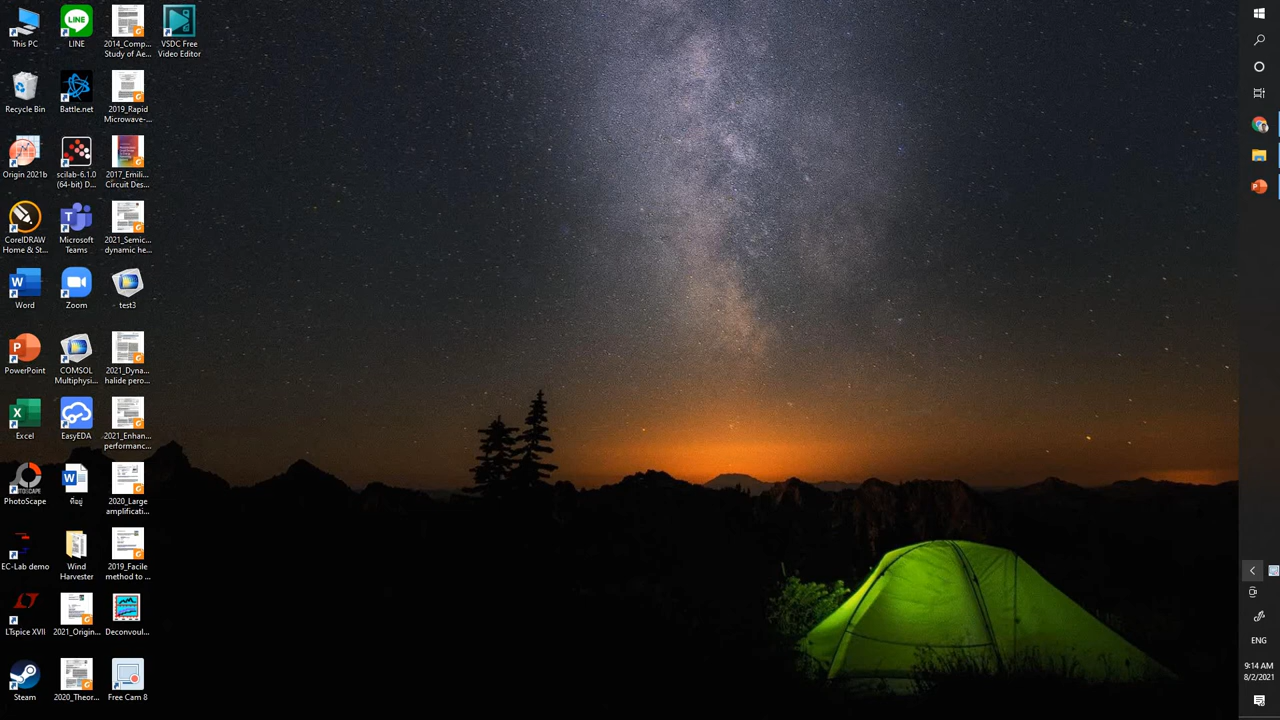 This PC
LINE
2014_Comp...
Study of Ae...
VSDC Free
Video Editor
Recycle Bin
Battle.net
2019_Rapid
Microwave-...
Origin 2021b
scilab-6.1.0
(64-bit) D...
2017_Emili...
Circuit Des...
CorelDRAW
Home & St...
Microsoft
Teams
2021_Semic...
dynamic he...
Word
Zoom
test3
PowerPoint
COMSOL
Multiphysi...
2021_Dyna...
halide pero...
Excel
EasyEDA
2021_Enhan...
performanc...
PhotoScape
ที่อยู่
2020_Large
amplificati...
EC-Lab demo
Wind
Harvester
2019_Facile
method to ...
LTspice XVII
2021_Origin...
Deconvoul...
Steam
2020_Theor...
Free Cam 8
ENG
9:14 AM
8/2/2021